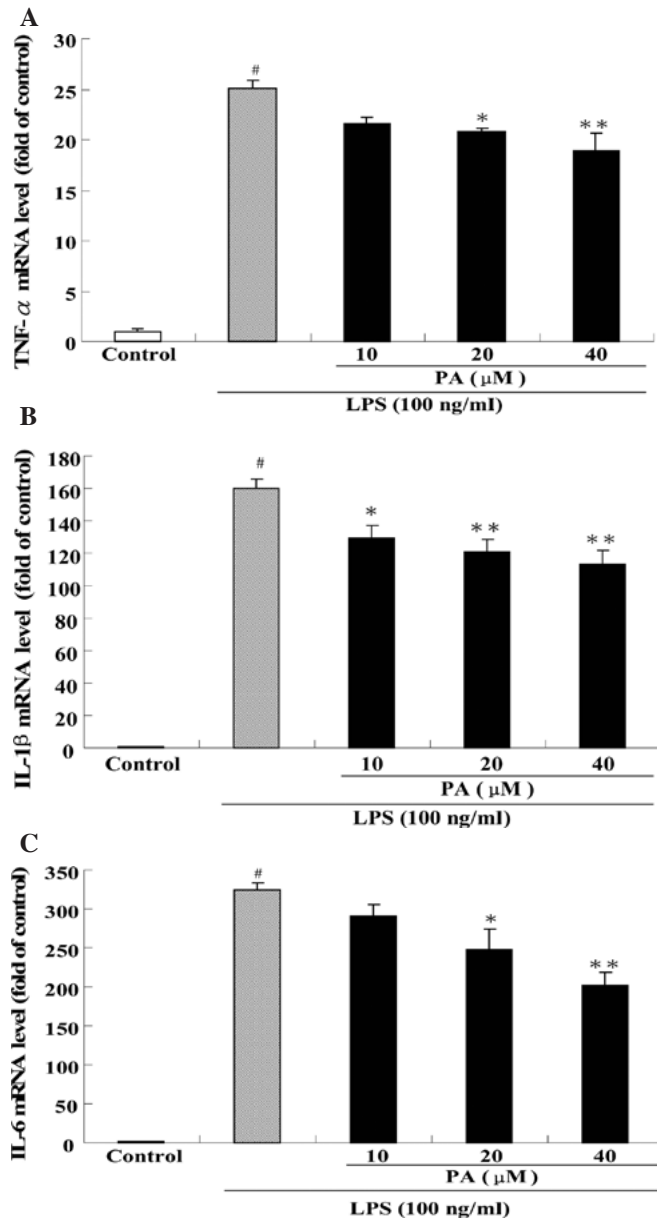 A
TNF-α mRNA level (fold of control)
30
25
20
15
10
5
0
#
*
**
Control
10 20 40
PA (μM)
LPS (100 ng/ml)
B
IL-1β mRNA level (fold of control)
180
160
140
120
100
80
60
40
20
0
#
*
**
**
Control
10 20 40
PA (μM)
LPS (100 ng/ml)
C
IL-6 mRNA level (fold of control)
350
300
250
200
150
100
50
0
#
*
**
Control
10 20 40
PA (μM)
LPS (100 ng/ml)